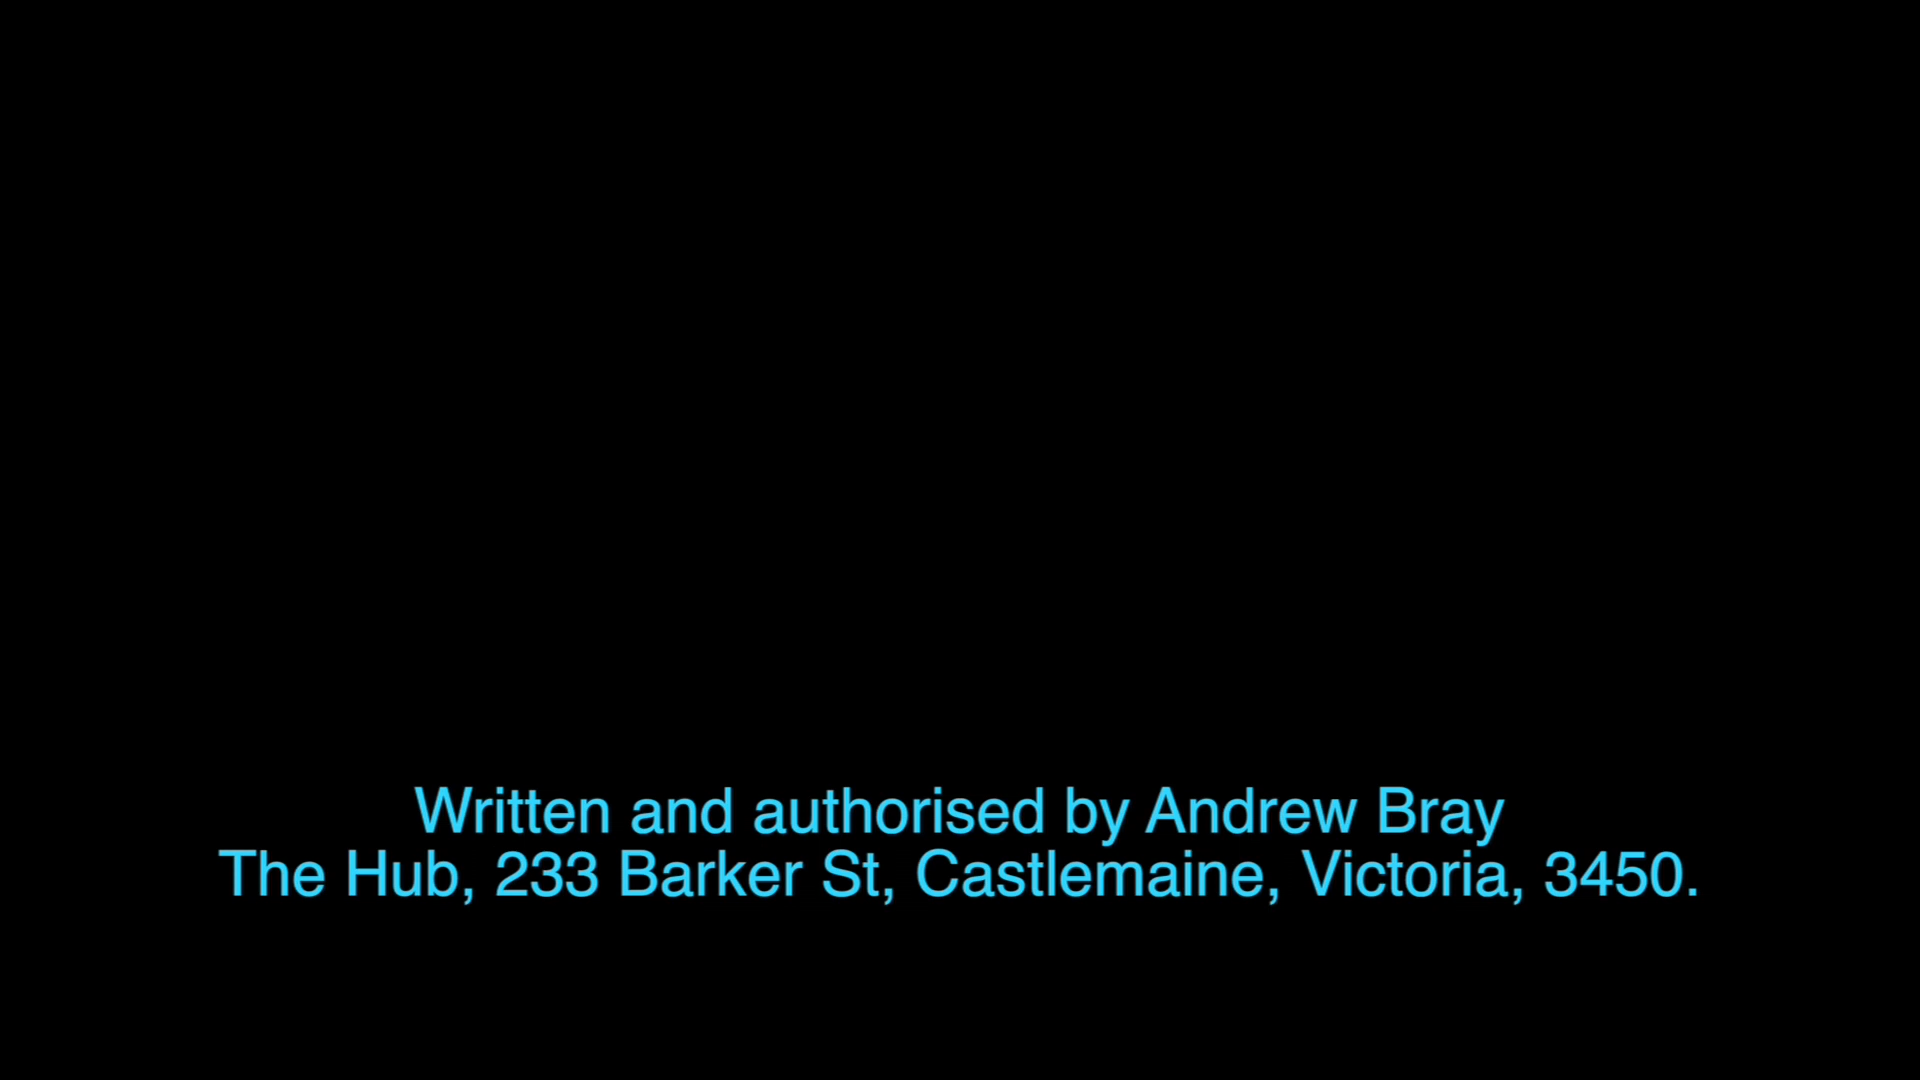 Written and authorised by Andrew Bray
The Hub, 233 Barker St, Castlemaine, Victoria, 3450.